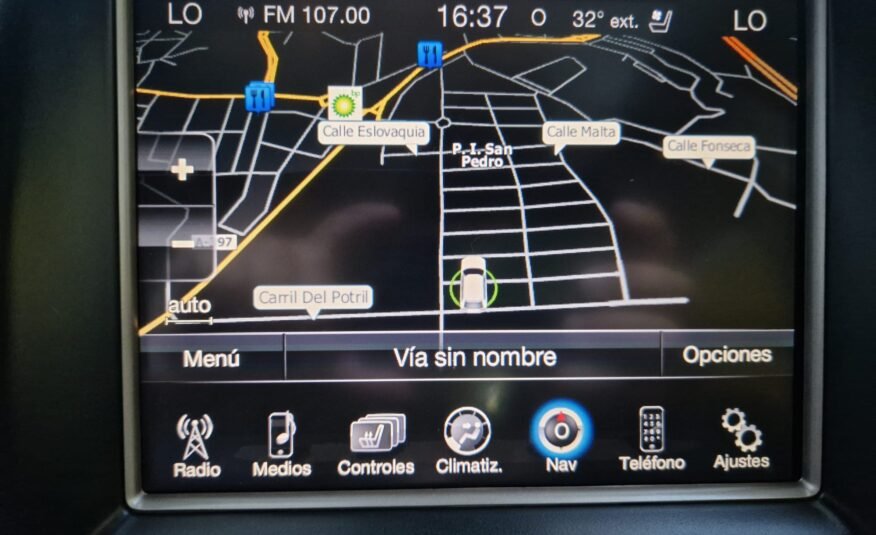 LO
FM 107.00
16:37
O
32° ext.
LO
bp
Calle Eslovaquia
Calle Malta
P. I. San
Pedro
Calle Fonseca
+
auto
Carril Del Potril
Menú
Vía sin nombre
Opciones
Radio
Medios
Controles
Climatiz.
O
Nav
Teléfono
Ajustes